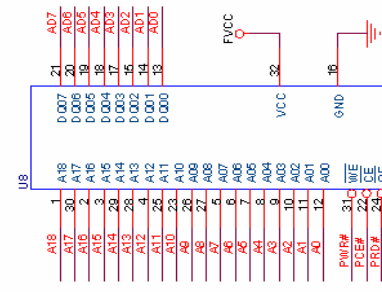 AD7 AD6 AD5 AD4 AD3 AD2 AD1 AD0 FVCC
21 20 19 18 17 15 14 13 32 16
DQ07 DQ06 DQ05 DQ04 DQ03 DQ02 DQ01 DQ00 VCC GND
U8
A18 A17 A16 A15 A14 A13 A12 A11 A10 A09 A08 A07 A06 A05 A04 A03 A02 A01 A00 WE CE
1 30 2 3 29 28 4 25 23 26 27 5 6 7 8 9 10 11 12 31 22 24
A18 A17 A16 A15 A14 A13 A12 A11 A10 A9 A8 A7 A6 A5 A4 A3 A2 A1 A0 PWR# PCE# PRD#